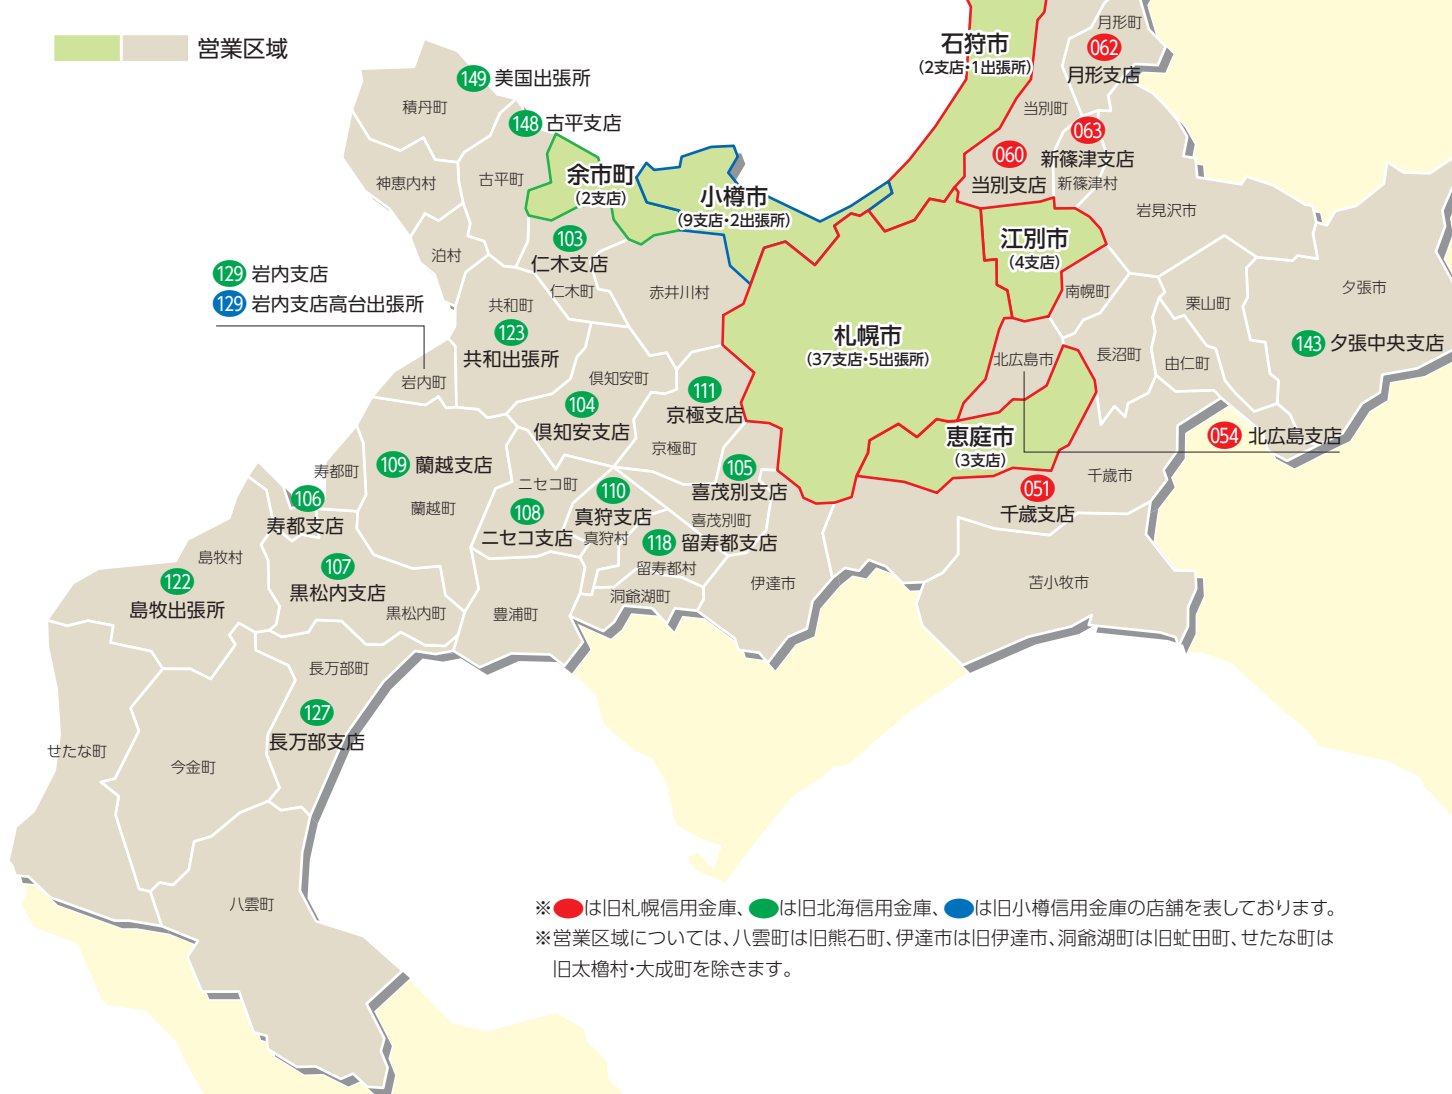 営業区域
月形町
062
月形支店
石狩市
(2支店・1出張所)
149 美国出張所
積丹町
148 古平支店
当別町
063
新篠津支店
060
当別支店
新篠津村
神恵内村
古平町
余市町
(2支店)
小樽市
(9支店・2出張所)
岩見沢市
103
仁木支店
仁木町
江別市
(4支店)
泊村
129 岩内支店
129 岩内支店高台出張所
赤井川村
南幌町
栗山町
夕張市
共和町
123
共和出張所
札幌市
(37支店・5出張所)
143 夕張中央支店
北広島市
長沼町
由仁町
岩内町
倶知安町
104
倶知安支店
111
京極支店
京極町
恵庭市
(3支店)
054 北広島支店
寿都町
109 蘭越支店
蘭越町
105
喜茂別支店
喜茂別町
千歳市
051
千歳支店
106
寿都支店
ニセコ町
108
ニセコ支店
110
真狩支店
真狩村
118 留寿都支店
留寿都村
島牧村
122
島牧出張所
107
黒松内支店
黒松内町
豊浦町
洞爺湖町
伊達市
苫小牧市
長万部町
127
長万部支店
せたな町
今金町
八雲町
※は旧札幌信用金庫、は旧北海信用金庫、は旧小樽信用金庫の店舗を表しております。
※営業区域については、八雲町は旧熊石町、伊達市は旧伊達市、洞爺湖町は旧虻田町、せたな町は
旧太櫓村・大成町を除きます。